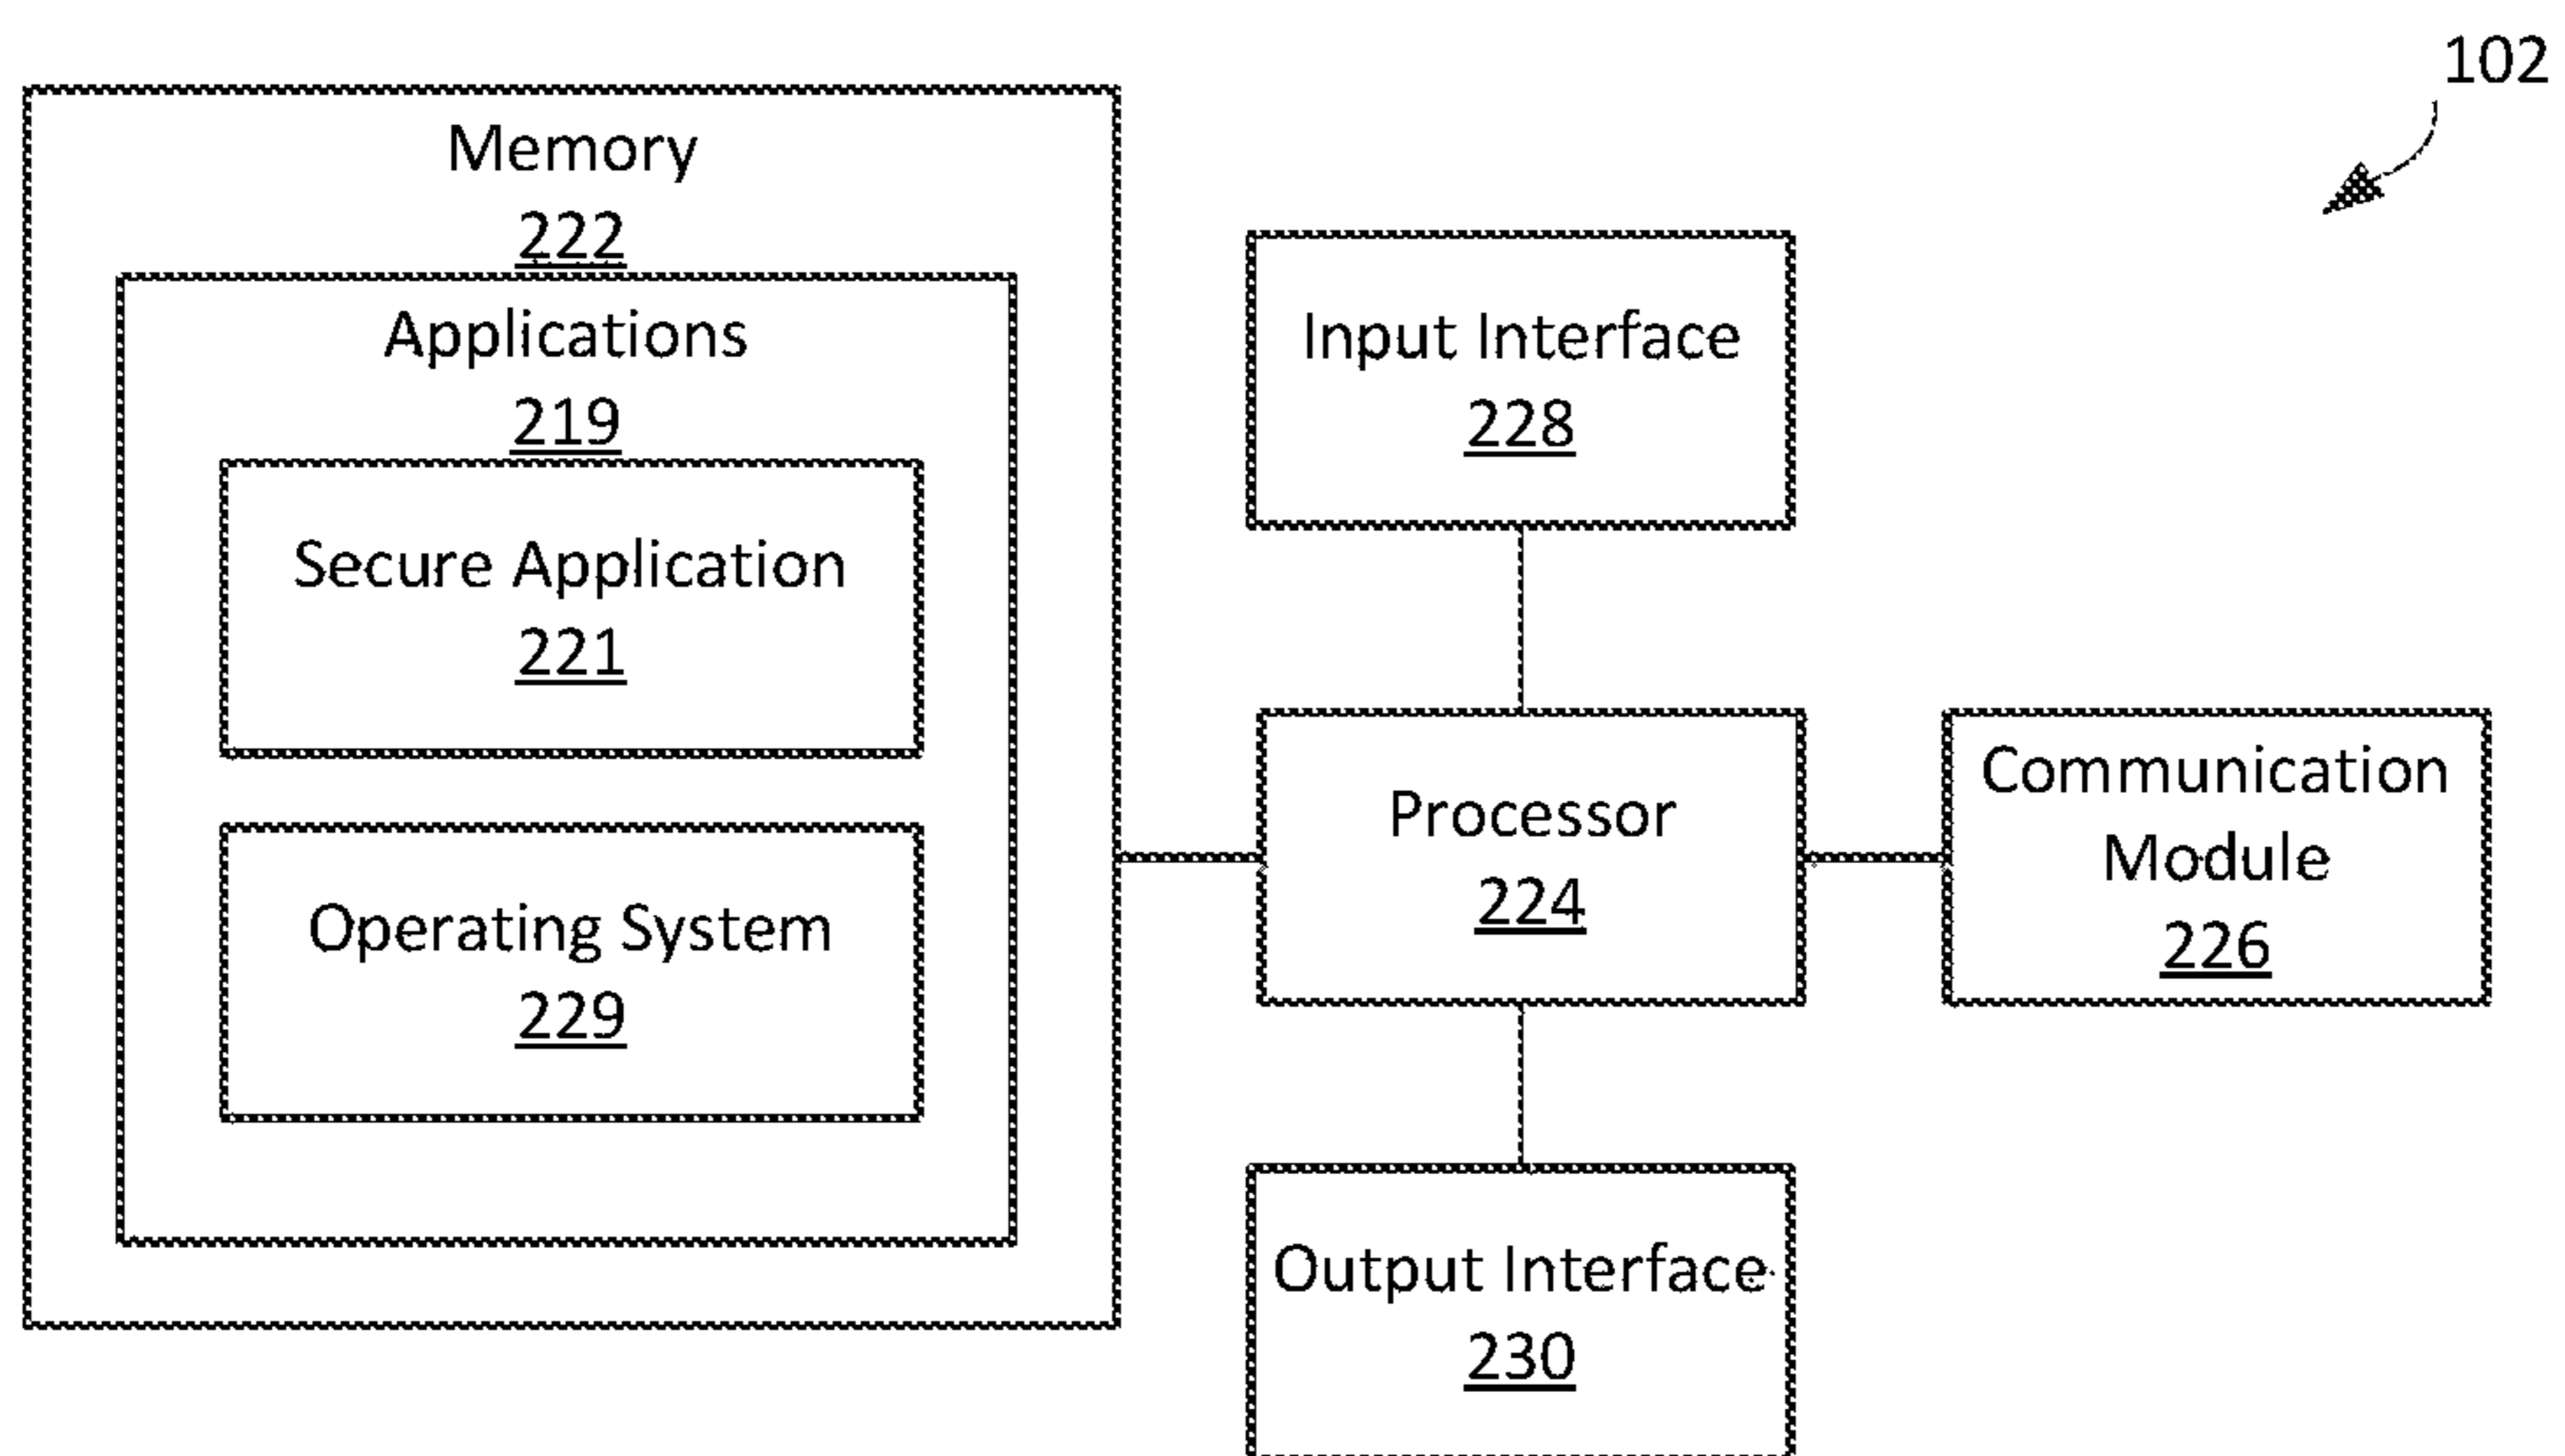 102
Memory
222
Applications
219
Secure Application
221
Operating System
229
Input Interface
228
Processor
224
Communication
Module
226
Output Interface
230